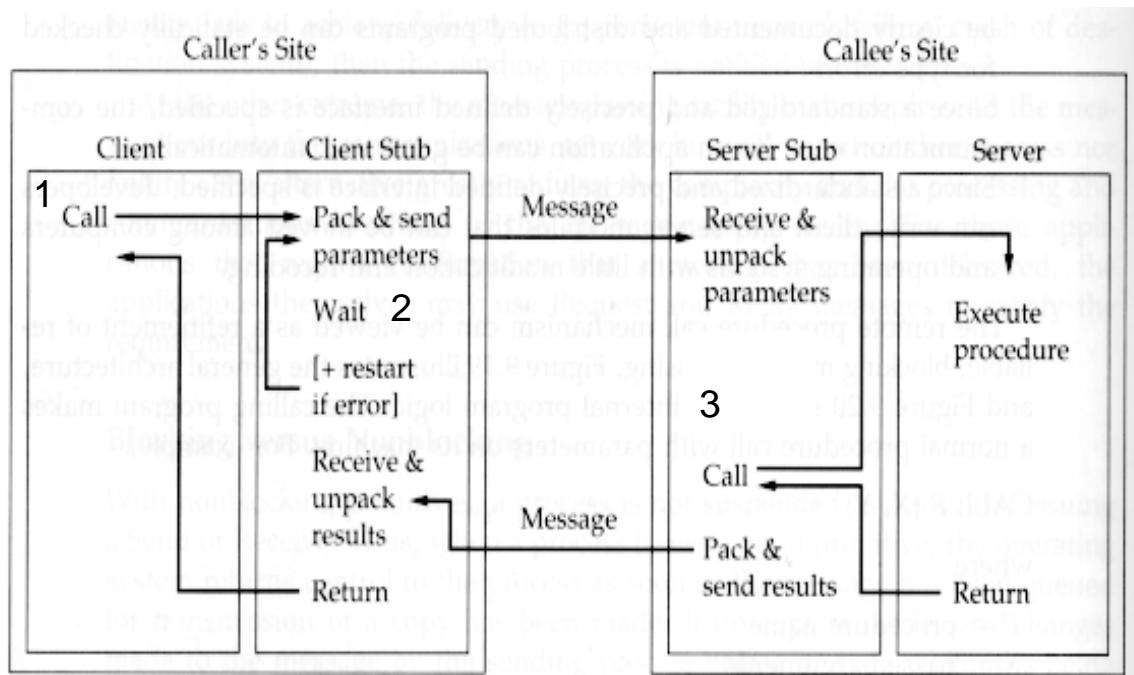 Caller's Site
Client
Client Stub
1
Call
Pack & send
parameters
Wait
2
[+ restart
if error]
Receive &
unpack
results
Return
Message
Message
Callee's Site
Server Stub
Server
Receive &
unpack
parameters
3
Call
Pack &
send results
Execute
procedure
Return